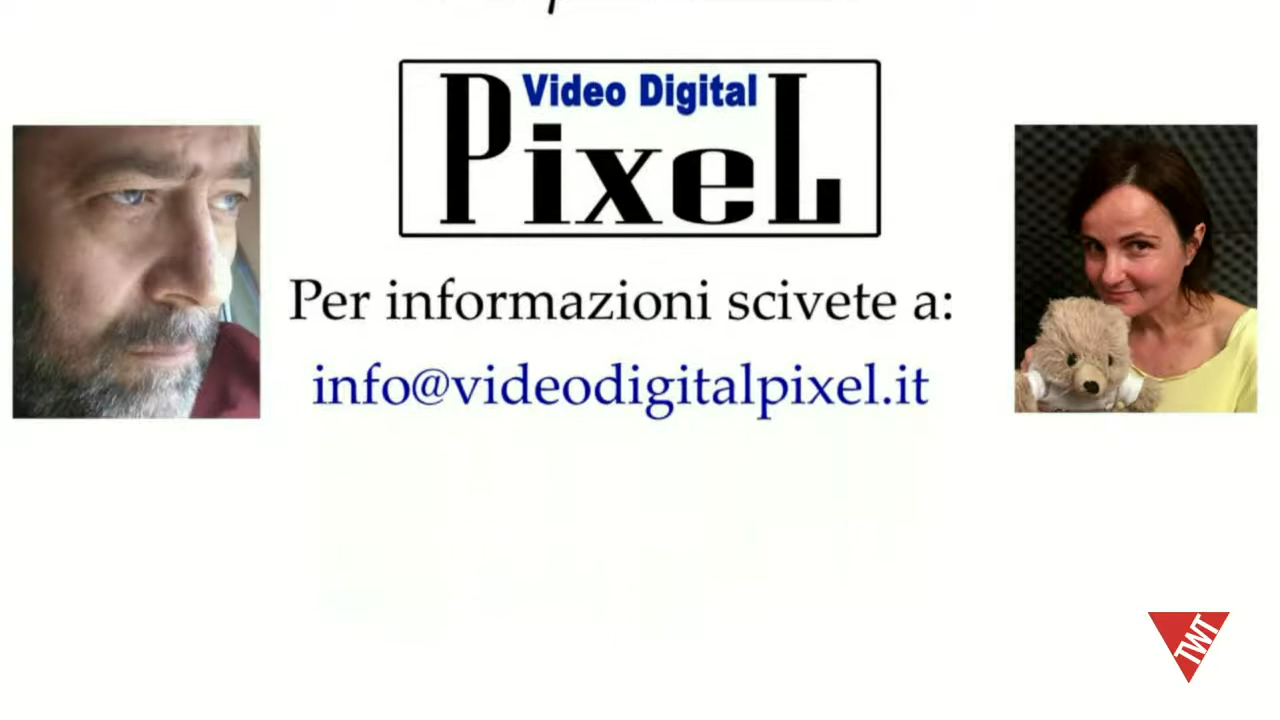 Video Digital
PixeL
Per informazioni scivete a:
info@videodigitalpixel.it
TWT